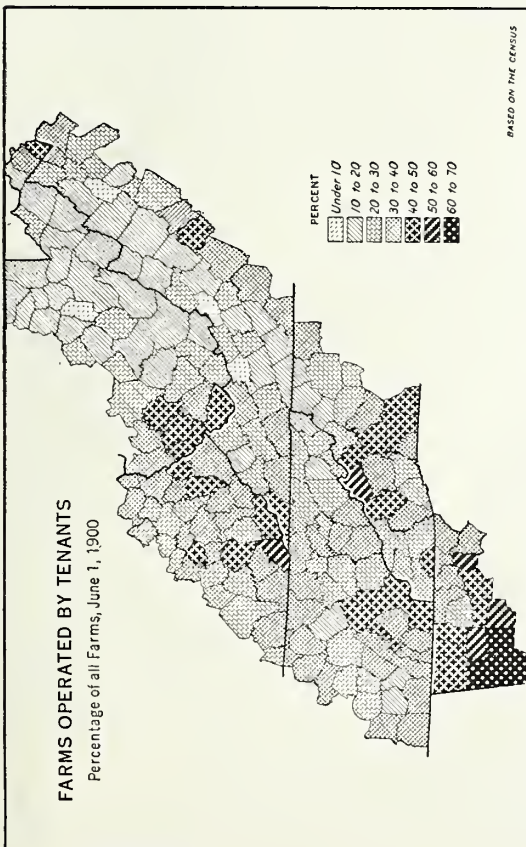 FARMS OPERATED BY TENANTS
Percentage of all Farms, June 1, 1900
PERCENT
Under 10
10 to 20
20 to 30
30 to 40
40 to 50
50 to 60
60 to 70
BASED ON THE CENSUS